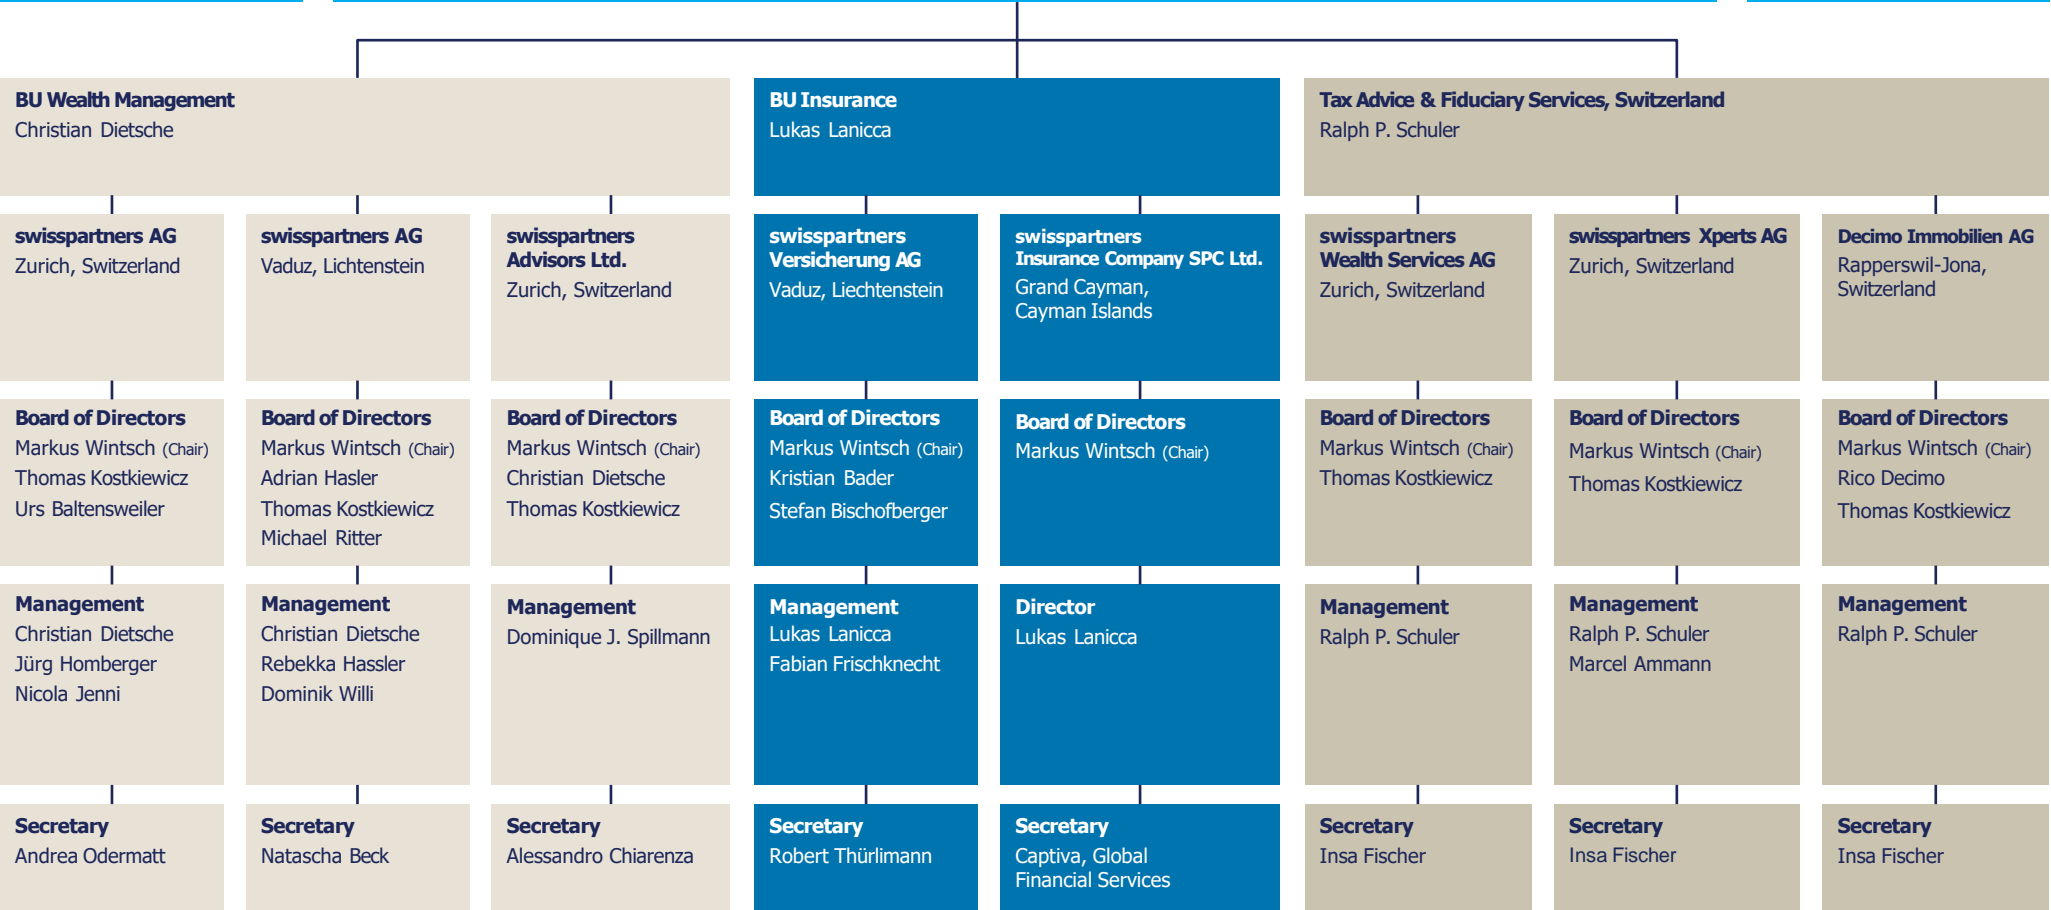 BU Wealth Management
Christian Dietsche
BU Insurance
Lukas Lanicca
Tax Advice & Fiduciary Services, Switzerland
Ralph P. Schuler
swisspartners AG
Zurich, Switzerland
swisspartners AG
Vaduz, Lichtenstein
swisspartners
Advisors Ltd.
Zurich, Switzerland
swisspartners
Versicherung AG
Vaduz, Liechtenstein
swisspartners
Insurance Company SPC Ltd.
Grand Cayman,
Cayman Islands
swisspartners
Wealth Services AG
Zurich, Switzerland
swisspartners Xperts AG
Zurich, Switzerland
Decimo Immobilien AG
Rapperswil-Jona,
Switzerland
Board of Directors
Markus Wintsch (Chair)
Thomas Kostkiewicz
Urs Baltensweiler
Board of Directors
Markus Wintsch (Chair)
Adrian Hasler
Thomas Kostkiewicz
Michael Ritter
Board of Directors
Markus Wintsch (Chair)
Christian Dietsche
Thomas Kostkiewicz
Board of Directors
Markus Wintsch (Chair)
Kristian Bader
Stefan Bischofberger
Board of Directors
Markus Wintsch (Chair)
Board of Directors
Markus Wintsch (Chair)
Thomas Kostkiewicz
Board of Directors
Markus Wintsch (Chair)
Thomas Kostkiewicz
Board of Directors
Markus Wintsch (Chair)
Rico Decimo
Thomas Kostkiewicz
Management
Christian Dietsche
Jürg Homberger
Nicola Jenni
Management
Christian Dietsche
Rebekka Hassler
Dominik Willi
Management
Dominique J. Spillmann
Management
Lukas Lanicca
Fabian Frischknecht
Director
Lukas Lanicca
Management
Ralph P. Schuler
Management
Ralph P. Schuler
Marcel Ammann
Management
Ralph P. Schuler
Secretary
Andrea Odermatt
Secretary
Natascha Beck
Secretary
Alessandro Chiarenza
Secretary
Robert Thürlimann
Secretary
Captiva, Global
Financial Services
Secretary
Insa Fischer
Secretary
Insa Fischer
Secretary
Insa Fischer